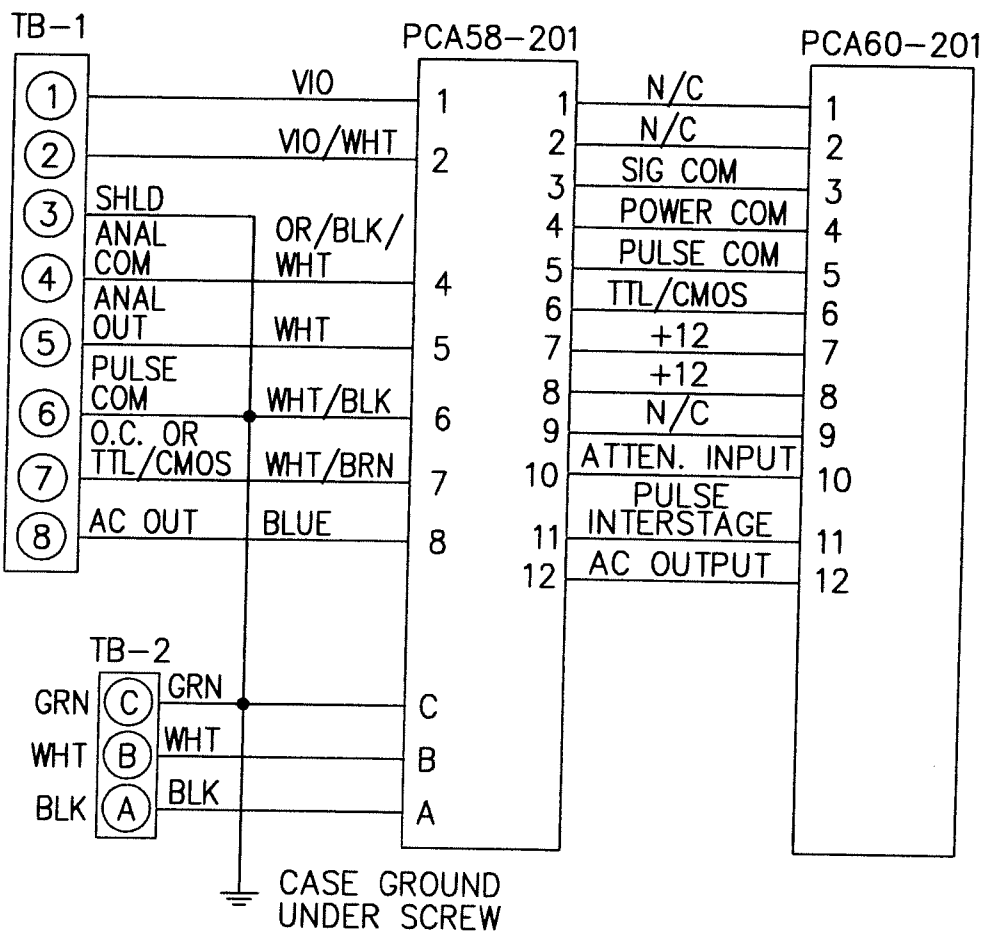 TB-1
PCA58-201
PCA60-201
1 VIO 1
2 VIO/WHT 2
3 SHLD
ANAL
COM
4 OR/BLK/
WHT 4
ANAL
OUT
5 WHT 5
PULSE
COM
6 WHT/BLK 6
O.C. OR
TTL/CMOS
7 WHT/BRN 7
8 AC OUT BLUE 8
1 N/C 1
2 N/C 2
3 SIG COM 3
4 POWER COM 4
5 PULSE COM 5
6 TTL/CMOS 6
7 +12 7
8 +12 8
9 N/C 9
10 ATTEN. INPUT 10
PULSE
11 INTERSTAGE 11
12 AC OUTPUT 12
TB-2
GRN C GRN C
WHT B WHT B
BLK A BLK A
CASE GROUND
UNDER SCREW